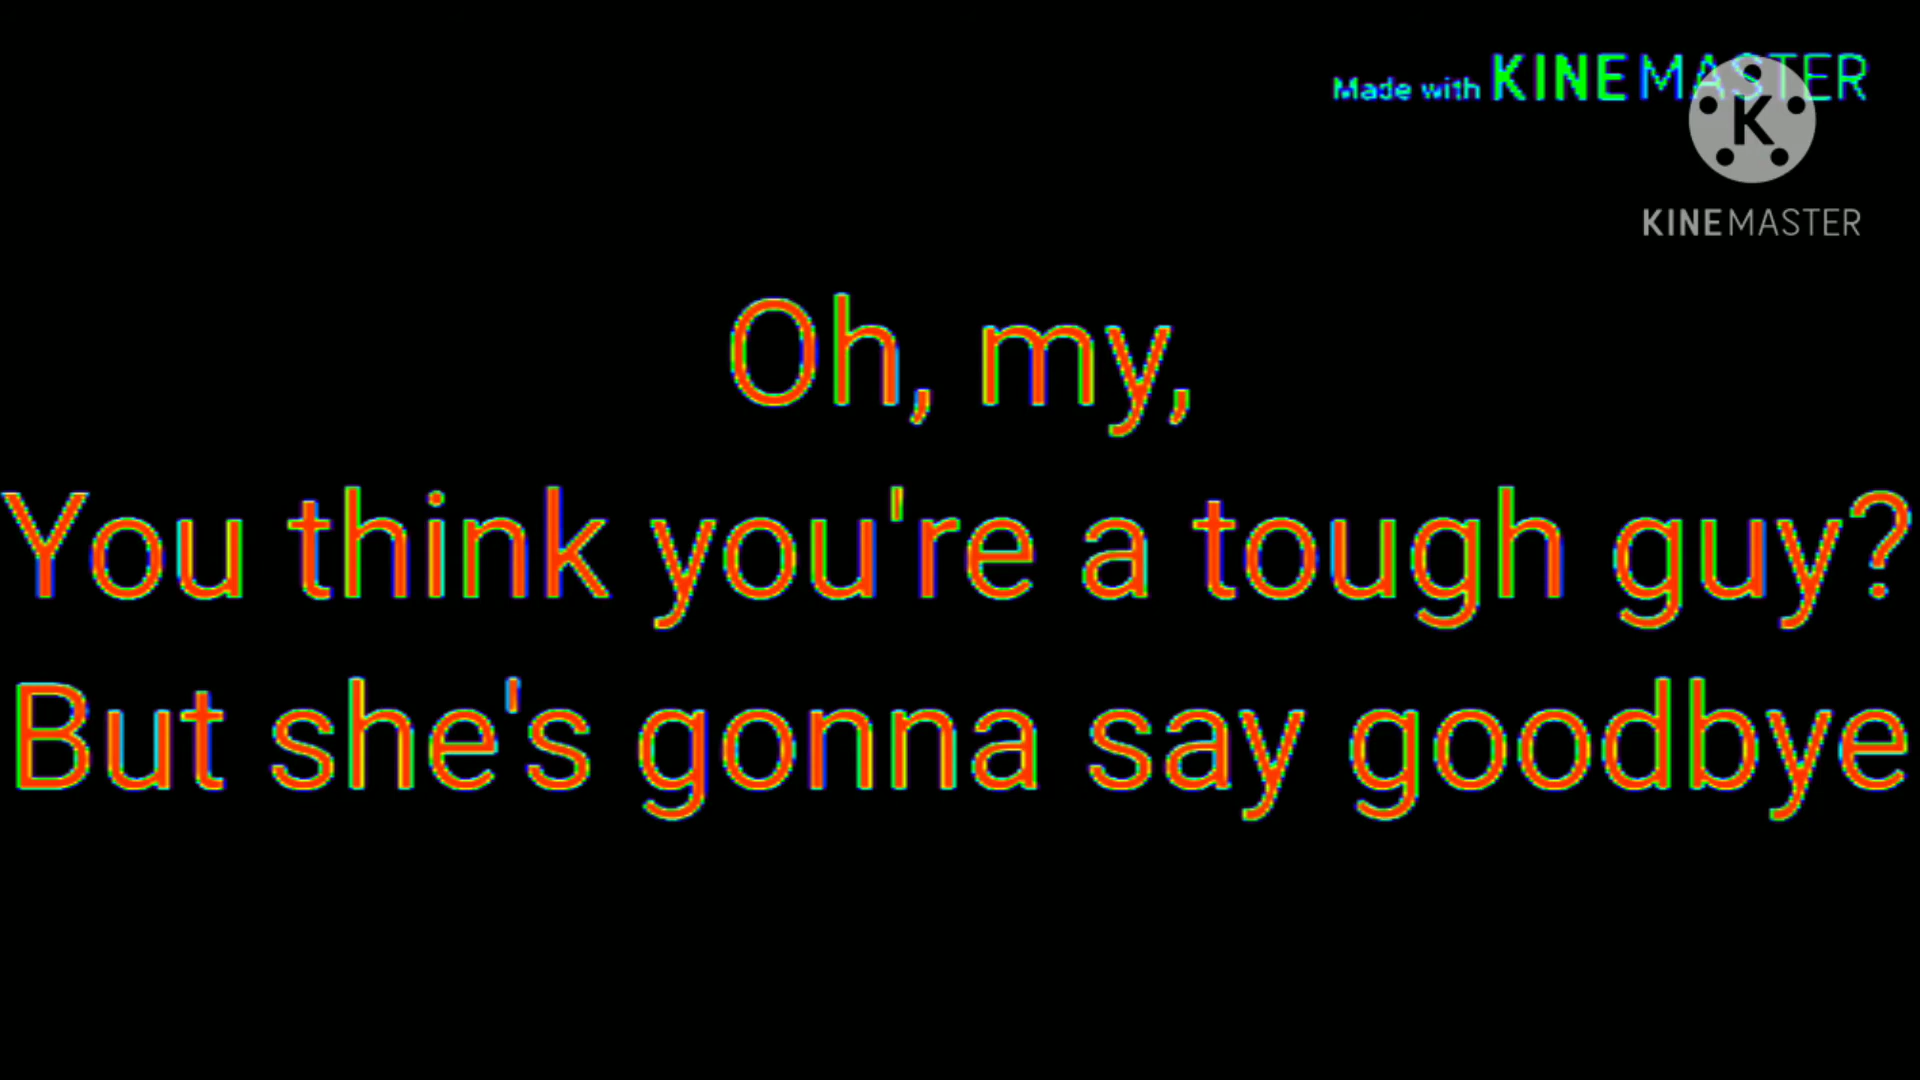 Made with KINEMASTER
K
KINEMASTER
Oh, my,
You think you're a tough guy?
But she's gonna say goodbye